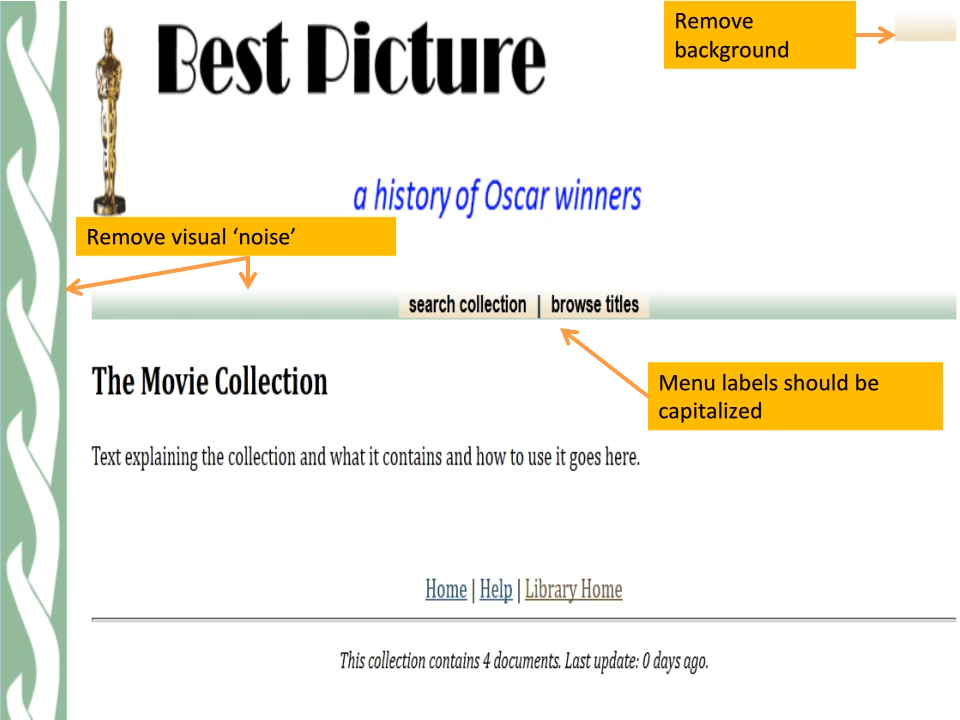 Remove
background
Best Picture
a history of Oscar winners
Remove visual ‘noise’
search collection | browse titles
The Movie Collection
Menu labels should be
capitalized
Text explaining the collection and what it contains and how to use it goes here.
Home | Help | Library Home
This collection contains 4 documents. Last update: 0 days ago.